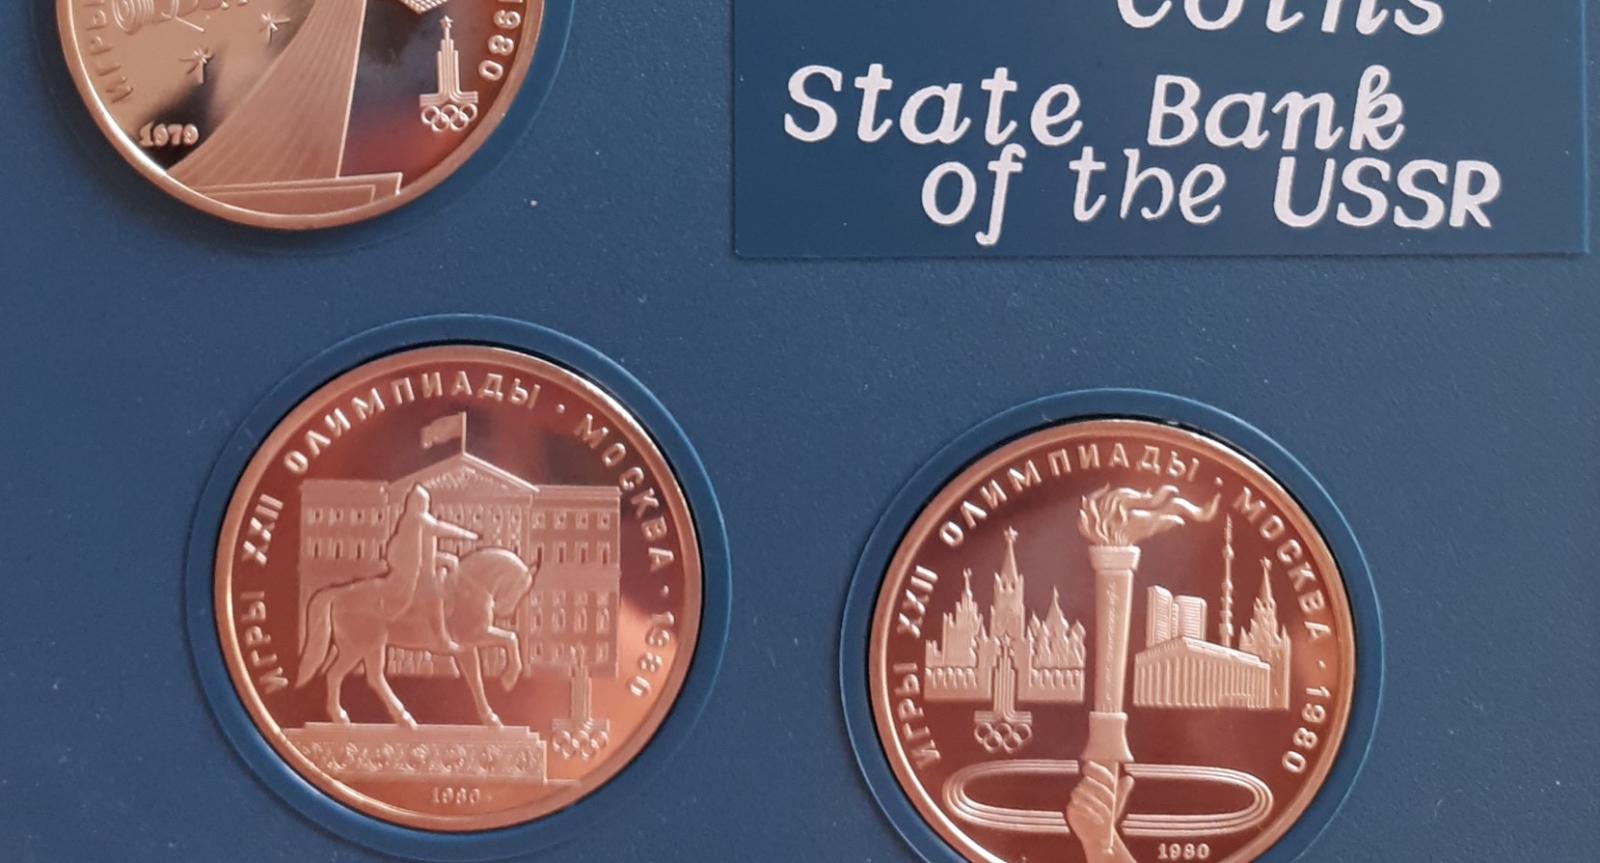 Coins
State Bank
of the USSR
1980
1979
ИГРЫ XXII ОЛИМПИАДЫ · МОСКВА · 1980
1980
ИГРЫ XXII ОЛИМПИАДЫ · МОСКВА · 1980
1980